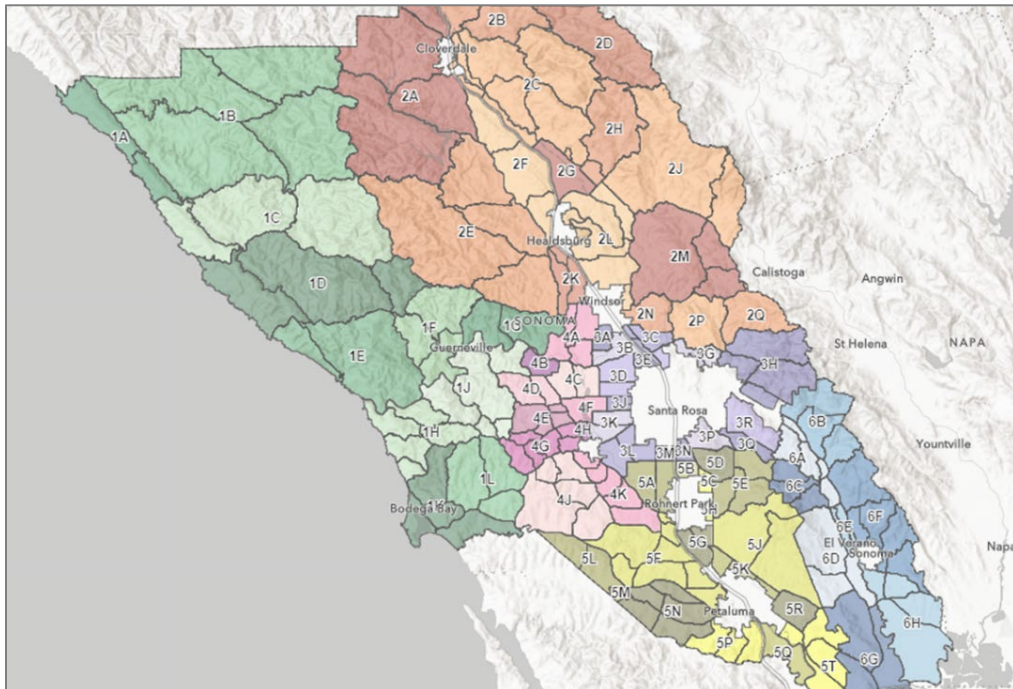 2B
2D
Cloverdale
2C
2A
1B
1A
2H
2F
2G
2J
1C
2E
2L
Healdsburg
2M
1D
2K
Calistoga
Angwin
Windsor
2N
2P
2Q
SONOMA
1F
1G
4A
3A
3B
3C
St Helena
NAPA
Guerneville
1E
4B
3E
3G
3H
1J
4D
4C
3D
4F
3J
Santa Rosa
4E
3K
3R
6B
1H
4H
4G
3P
3Q
Yountville
3L
3M
3N
6A
5B
5D
1L
5A
5C
5E
6C
4J
4K
1K
Bodega Bay
Rohnert Park
5H
6E
6F
El Verano
Sonoma
Napa
5G
5J
6D
5L
5F
5K
5M
5N
Petaluma
5R
6H
5P
5Q
5T
6G